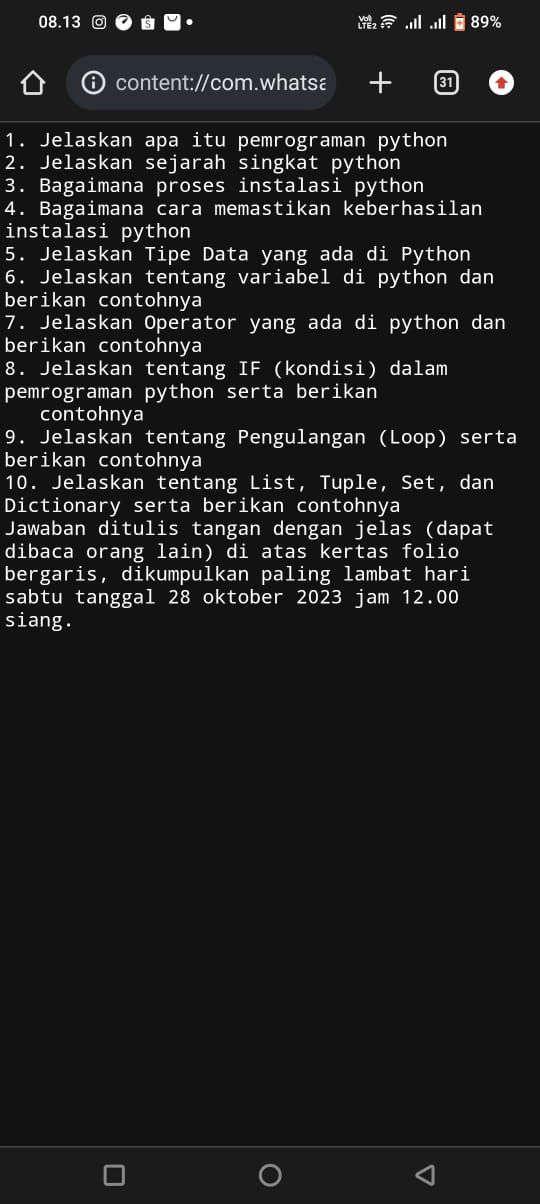 08.13
Vo)) LTE2
89%
content://com.whatsa
31
1. Jelaskan apa itu pemrograman python
2. Jelaskan sejarah singkat python
3. Bagaimana proses instalasi python
4. Bagaimana cara memastikan keberhasilan
instalasi python
5. Jelaskan Tipe Data yang ada di Python
6. Jelaskan tentang variabel di python dan
berikan contohnya
7. Jelaskan Operator yang ada di python dan
berikan contohnya
8. Jelaskan tentang IF (kondisi) dalam
pemrograman python serta berikan
contohnya
9. Jelaskan tentang Pengulangan (Loop) serta
berikan contohnya
10. Jelaskan tentang List, Tuple, Set, dan
Dictionary serta berikan contohnya
Jawaban ditulis tangan dengan jelas (dapat
dibaca orang lain) di atas kertas folio
bergaris, dikumpulkan paling lambat hari
sabtu tanggal 28 oktober 2023 jam 12.00
siang.